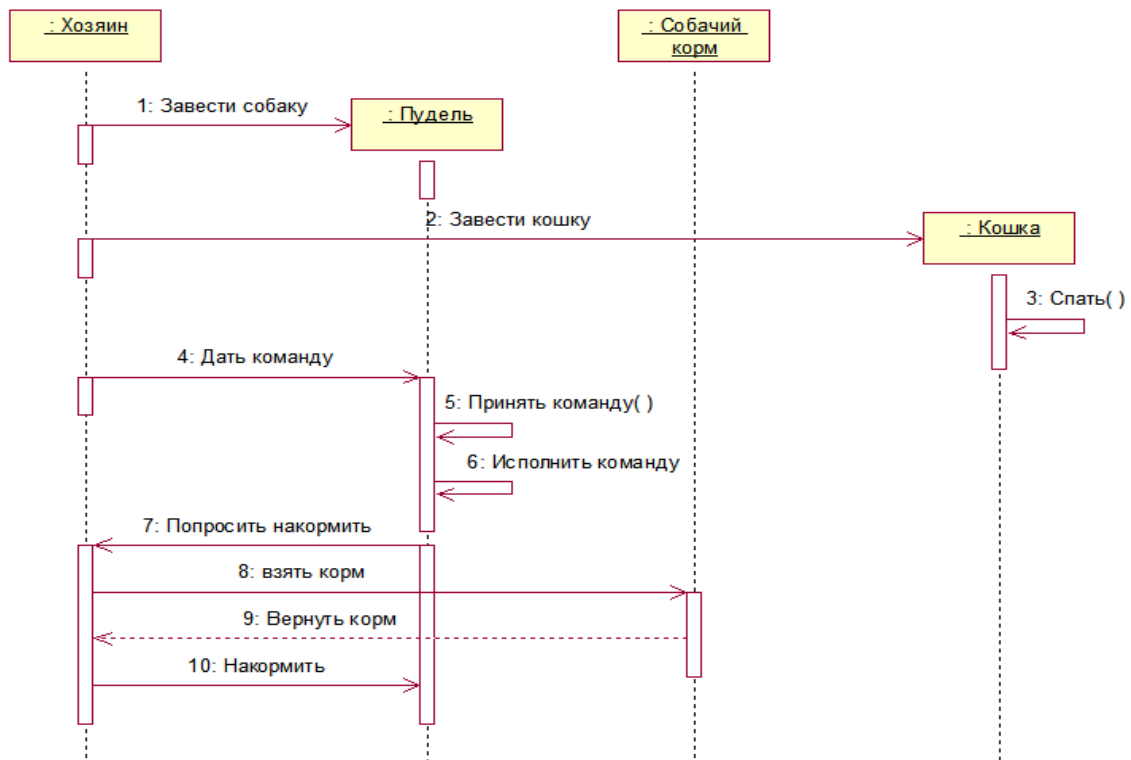 : Хозяин
: Собачий
корм
1: Завести собаку
: Пудель
2: Завести кошку
: Кошка
3: Спать( )
4: Дать команду
5: Принять команду( )
6: Исполнить команду
7: Попросить накормить
8: взять корм
9: Вернуть корм
10: Накормить